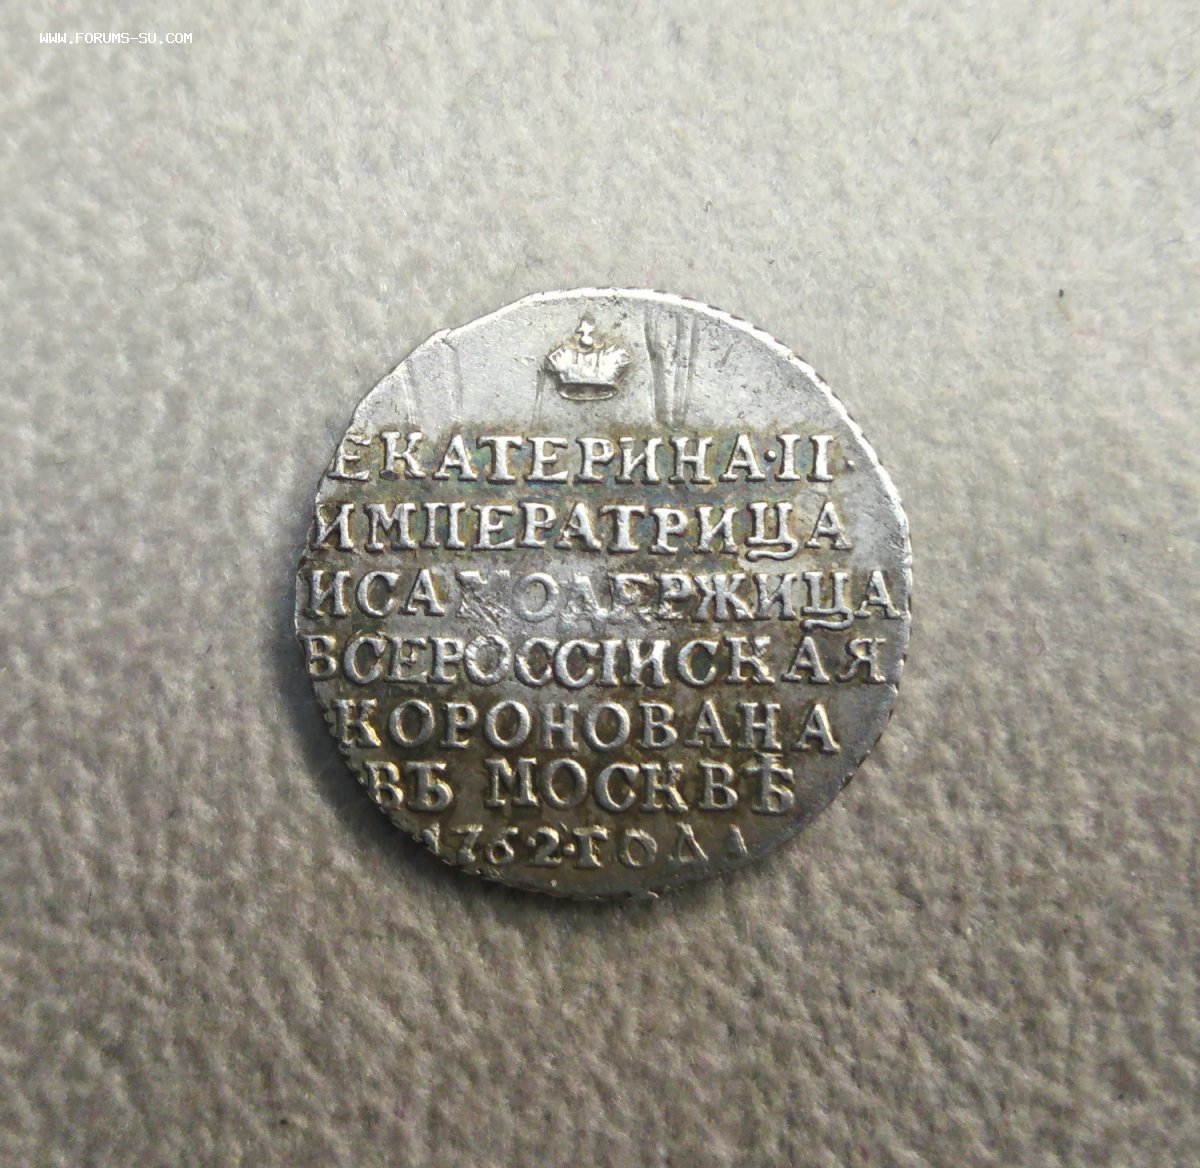 WWW.FORUMS-SU.COM
ЕКАТЕРИНА·II·
ИМПЕРАТРИЦА
ИСАМОДЕРЖИЦА
ВСЕРОССIИСКАЯ
КОРОНОВАНА
ВЪ МОСКВѢ
1762·ГОДА